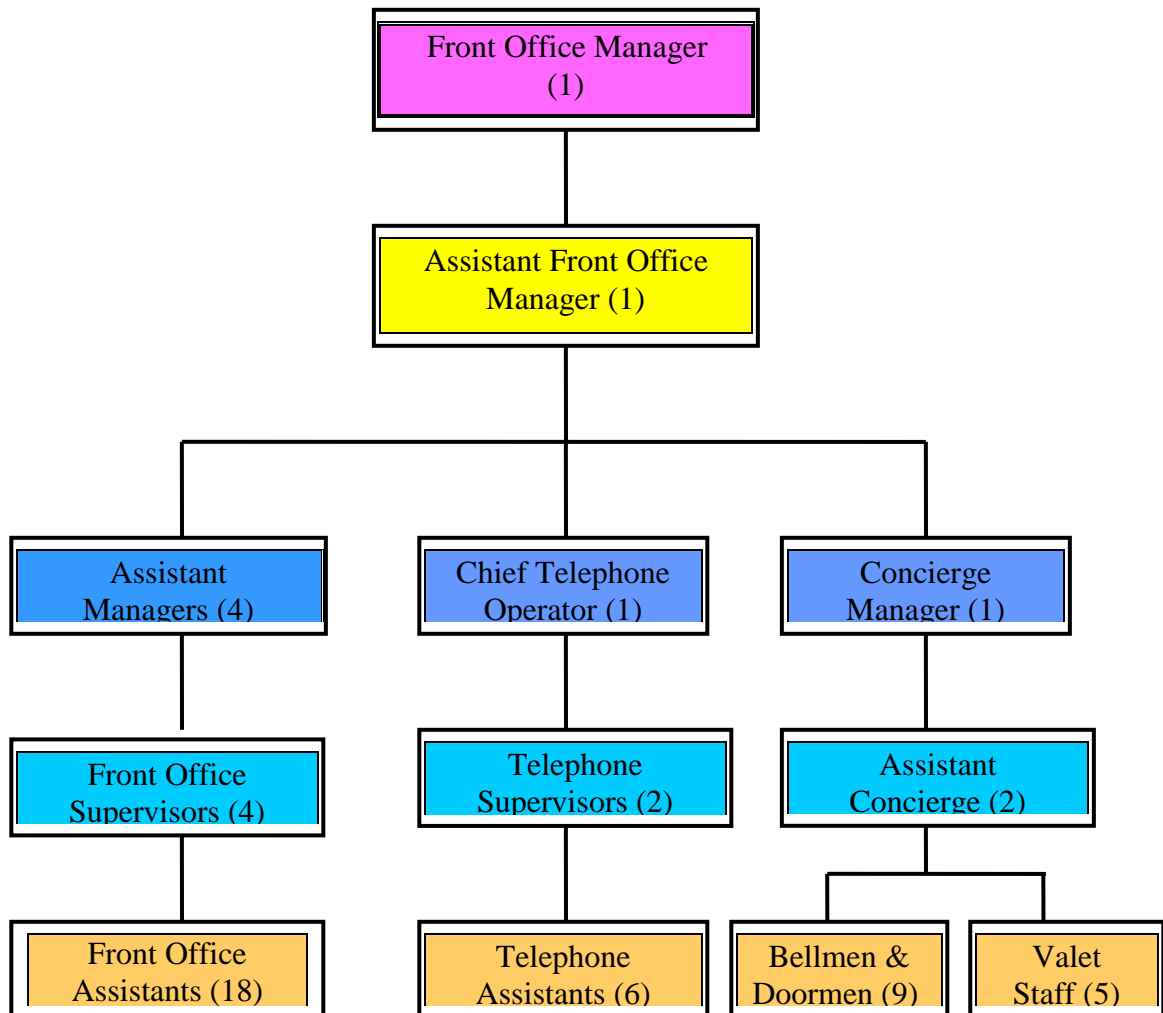 Front Office Manager
(1)
Assistant Front Office
Manager (1)
Assistant
Managers (4)
Chief Telephone
Operator (1)
Concierge
Manager (1)
Front Office
Supervisors (4)
Telephone
Supervisors (2)
Assistant
Concierge (2)
Front Office
Assistants (18)
Telephone
Assistants (6)
Bellmen &
Doormen (9)
Valet
Staff (5)